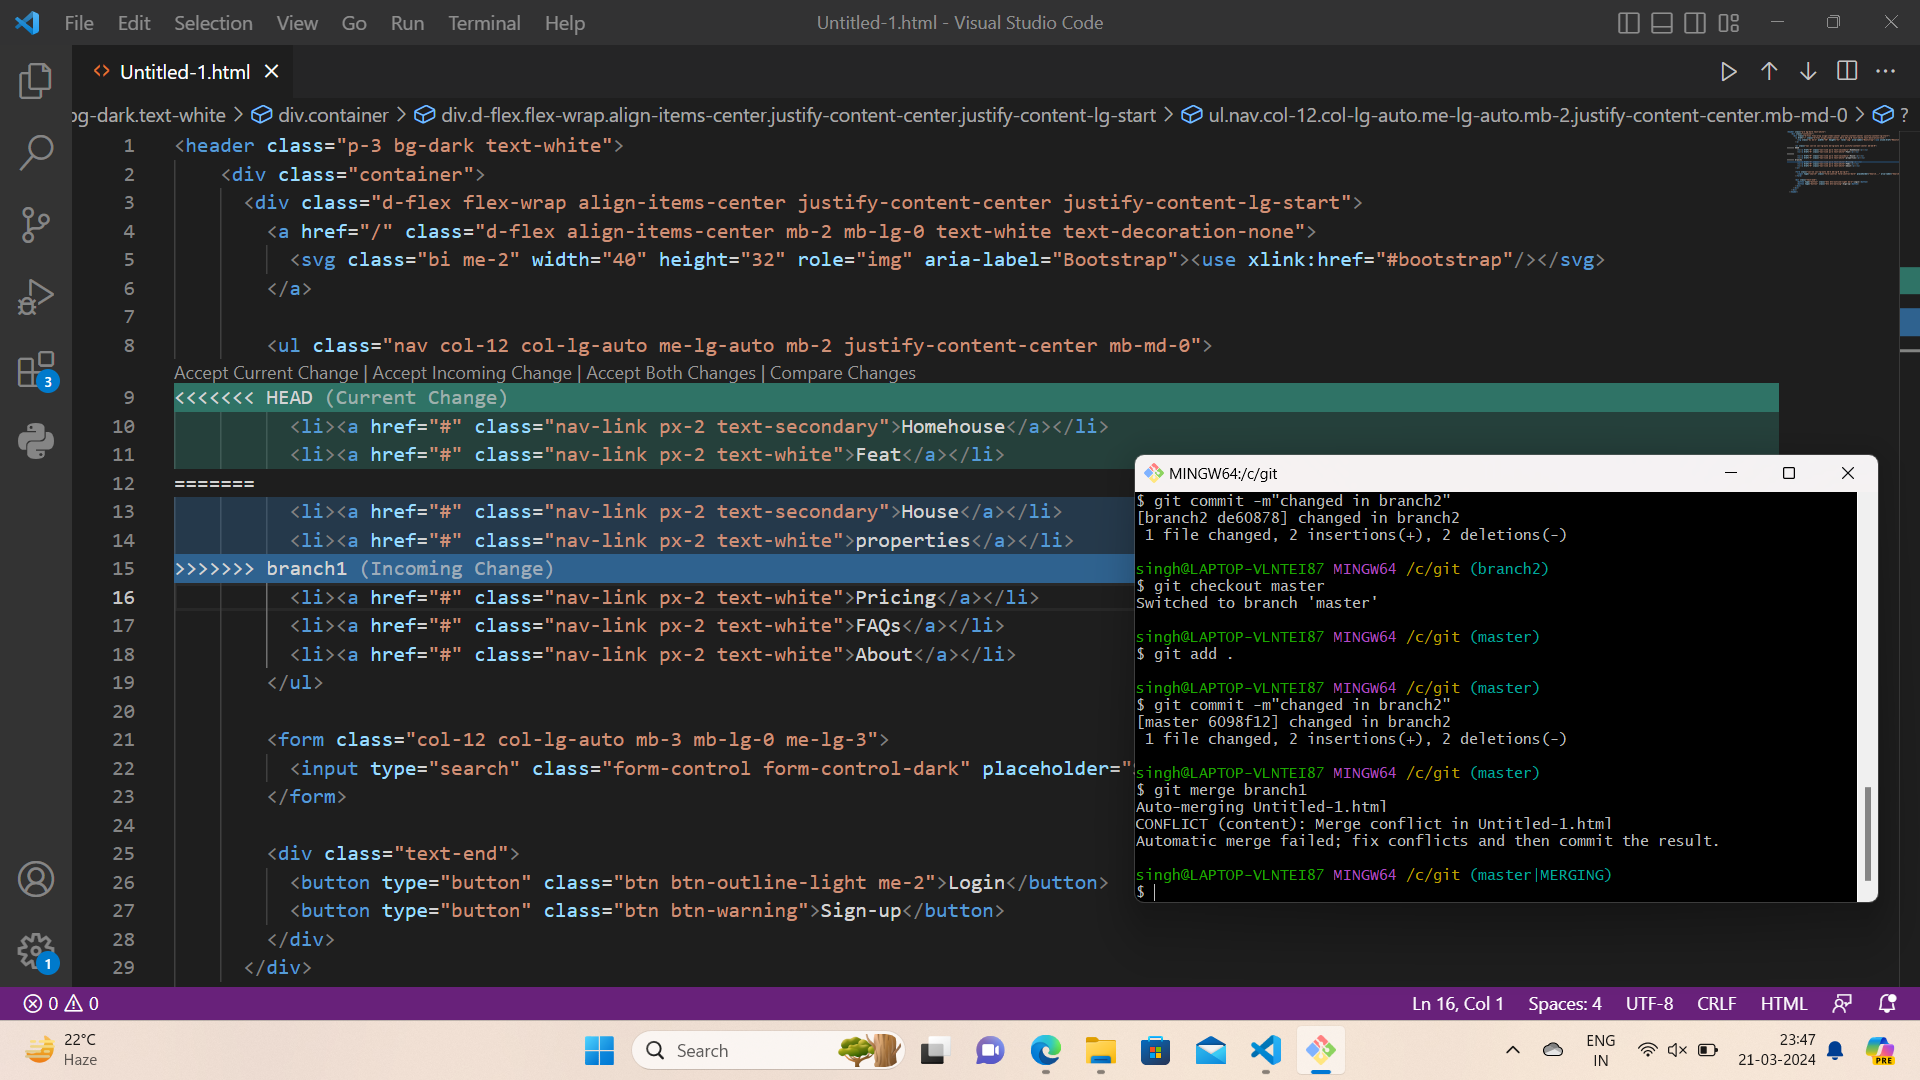 File Edit Selection View Go Run Terminal Help
Untitled-1.html - Visual Studio Code
Untitled-1.html
og-dark.text-white > div.container > div.d-flex.flex-wrap.align-items-center.justify-content-center.justify-content-lg-start > ul.nav.col-12.col-lg-auto.me-lg-auto.mb-2.justify-content-center.mb-md-0 > ?
1 <header class="p-3 bg-dark text-white">
2 <div class="container">
3 <div class="d-flex flex-wrap align-items-center justify-content-center justify-content-lg-start">
4 <a href="/" class="d-flex align-items-center mb-2 mb-lg-0 text-white text-decoration-none">
5 <svg class="bi me-2" width="40" height="32" role="img" aria-label="Bootstrap"><use xlink:href="#bootstrap"/></svg>
6 </a>
7
8 <ul class="nav col-12 col-lg-auto me-lg-auto mb-2 justify-content-center mb-md-0">
Accept Current Change | Accept Incoming Change | Accept Both Changes | Compare Changes
9 <<<<<<< HEAD (Current Change)
10 <li><a href="#" class="nav-link px-2 text-secondary">Homehouse</a></li>
11 <li><a href="#" class="nav-link px-2 text-white">Feat</a></li>
12 =======
13 <li><a href="#" class="nav-link px-2 text-secondary">House</a></li>
14 <li><a href="#" class="nav-link px-2 text-white">properties</a></li>
15 >>>>>>> branch1 (Incoming Change)
16 <li><a href="#" class="nav-link px-2 text-white">Pricing</a></li>
17 <li><a href="#" class="nav-link px-2 text-white">FAQs</a></li>
18 <li><a href="#" class="nav-link px-2 text-white">About</a></li>
19 </ul>
20
21 <form class="col-12 col-lg-auto mb-3 mb-lg-0 me-lg-3">
22 <input type="search" class="form-control form-control-dark" placeholder="
23 </form>
24
25 <div class="text-end">
26 <button type="button" class="btn btn-outline-light me-2">Login</button>
27 <button type="button" class="btn btn-warning">Sign-up</button>
28 </div>
29 </div>
MINGW64:/c/git
$ git commit -m"changed in branch2"
[branch2 de60878] changed in branch2
1 file changed, 2 insertions(+), 2 deletions(-)
singh@LAPTOP-VLNTEI87 MINGW64 /c/git (branch2)
$ git checkout master
Switched to branch 'master'
singh@LAPTOP-VLNTEI87 MINGW64 /c/git (master)
$ git add .
singh@LAPTOP-VLNTEI87 MINGW64 /c/git (master)
$ git commit -m"changed in branch2"
[master 6098f12] changed in branch2
1 file changed, 2 insertions(+), 2 deletions(-)
singh@LAPTOP-VLNTEI87 MINGW64 /c/git (master)
$ git merge branch1
Auto-merging Untitled-1.html
CONFLICT (content): Merge conflict in Untitled-1.html
Automatic merge failed; fix conflicts and then commit the result.
singh@LAPTOP-VLNTEI87 MINGW64 /c/git (master|MERGING)
$
3
1
0 0
Ln 16, Col 1 Spaces: 4 UTF-8 CRLF HTML
22°C
Haze
Search
ENG
IN
23:47
21-03-2024
PRE